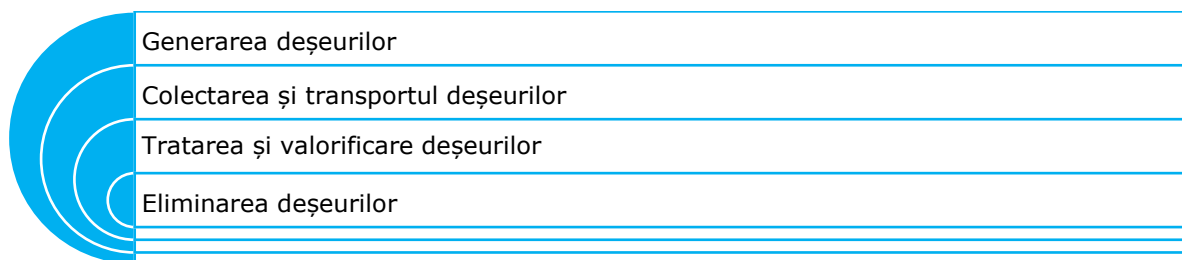 Generarea deșeurilor
Colectarea și transportul deșeurilor
Tratarea și valorificare deșeurilor
Eliminarea deșeurilor